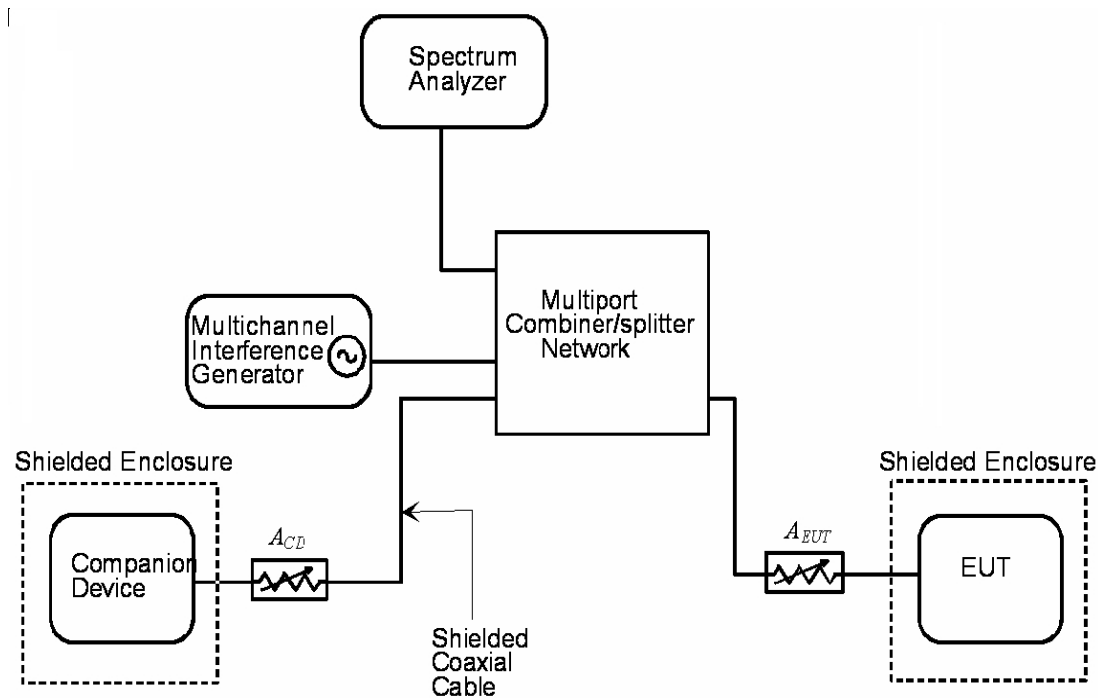 Spectrum
Analyzer
Multiport
Combiner/splitter
Network
Multichannel
Interference
Generator
Shielded Enclosure
Shielded Enclosure
A_CD
A_EUT
Companion
Device
EUT
Shielded
Coaxial
Cable